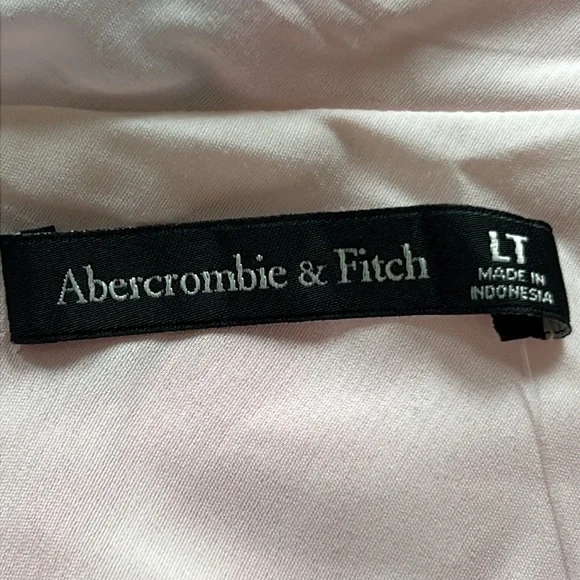 Abercrombie & Fitch
LT
MADE IN
INDONESIA